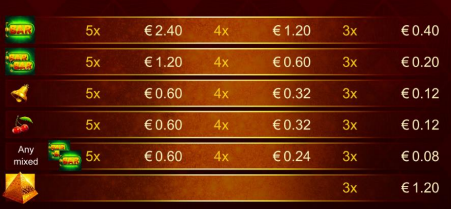 BAR 5x €2.40 4x €1.20 3x €0.40
5x €1.20 4x €0.60 3x €0.20
5x €0.60 4x €0.32 3x €0.12
5x €0.60 4x €0.32 3x €0.12
Any
mixed
BAR 5x €0.60 4x €0.24 3x €0.08
3x €1.20